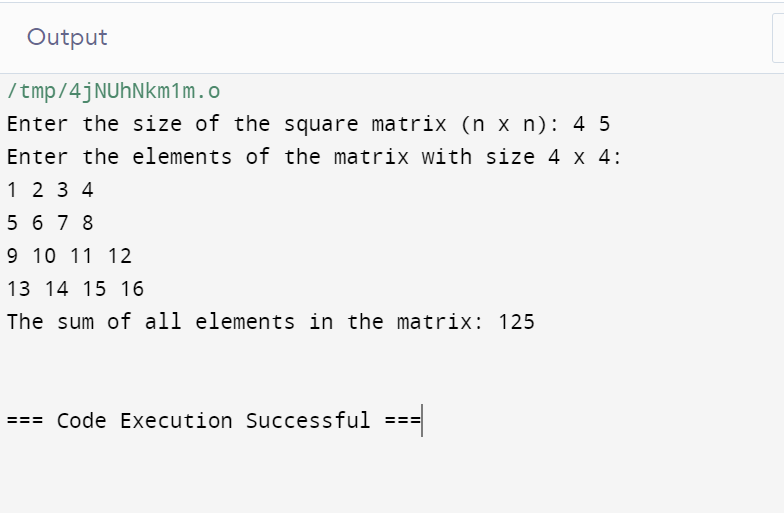 Output
/tmp/4jNUhNkm1m.o
Enter the size of the square matrix (n x n): 4 5
Enter the elements of the matrix with size 4 x 4:
1 2 3 4
5 6 7 8
9 10 11 12
13 14 15 16
The sum of all elements in the matrix: 125
=== Code Execution Successful ===